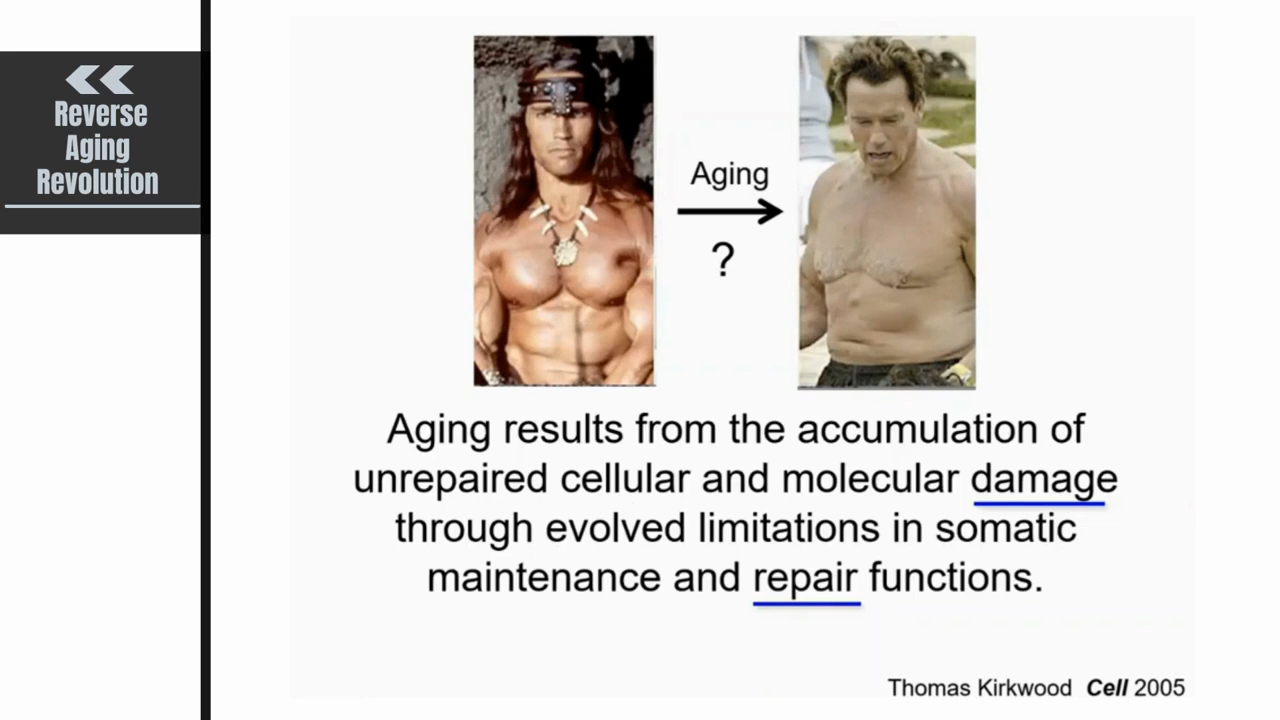 Reverse
Aging
Revolution
Aging
?
Aging results from the accumulation of
unrepaired cellular and molecular damage
through evolved limitations in somatic
maintenance and repair functions.
Thomas Kirkwood Cell 2005